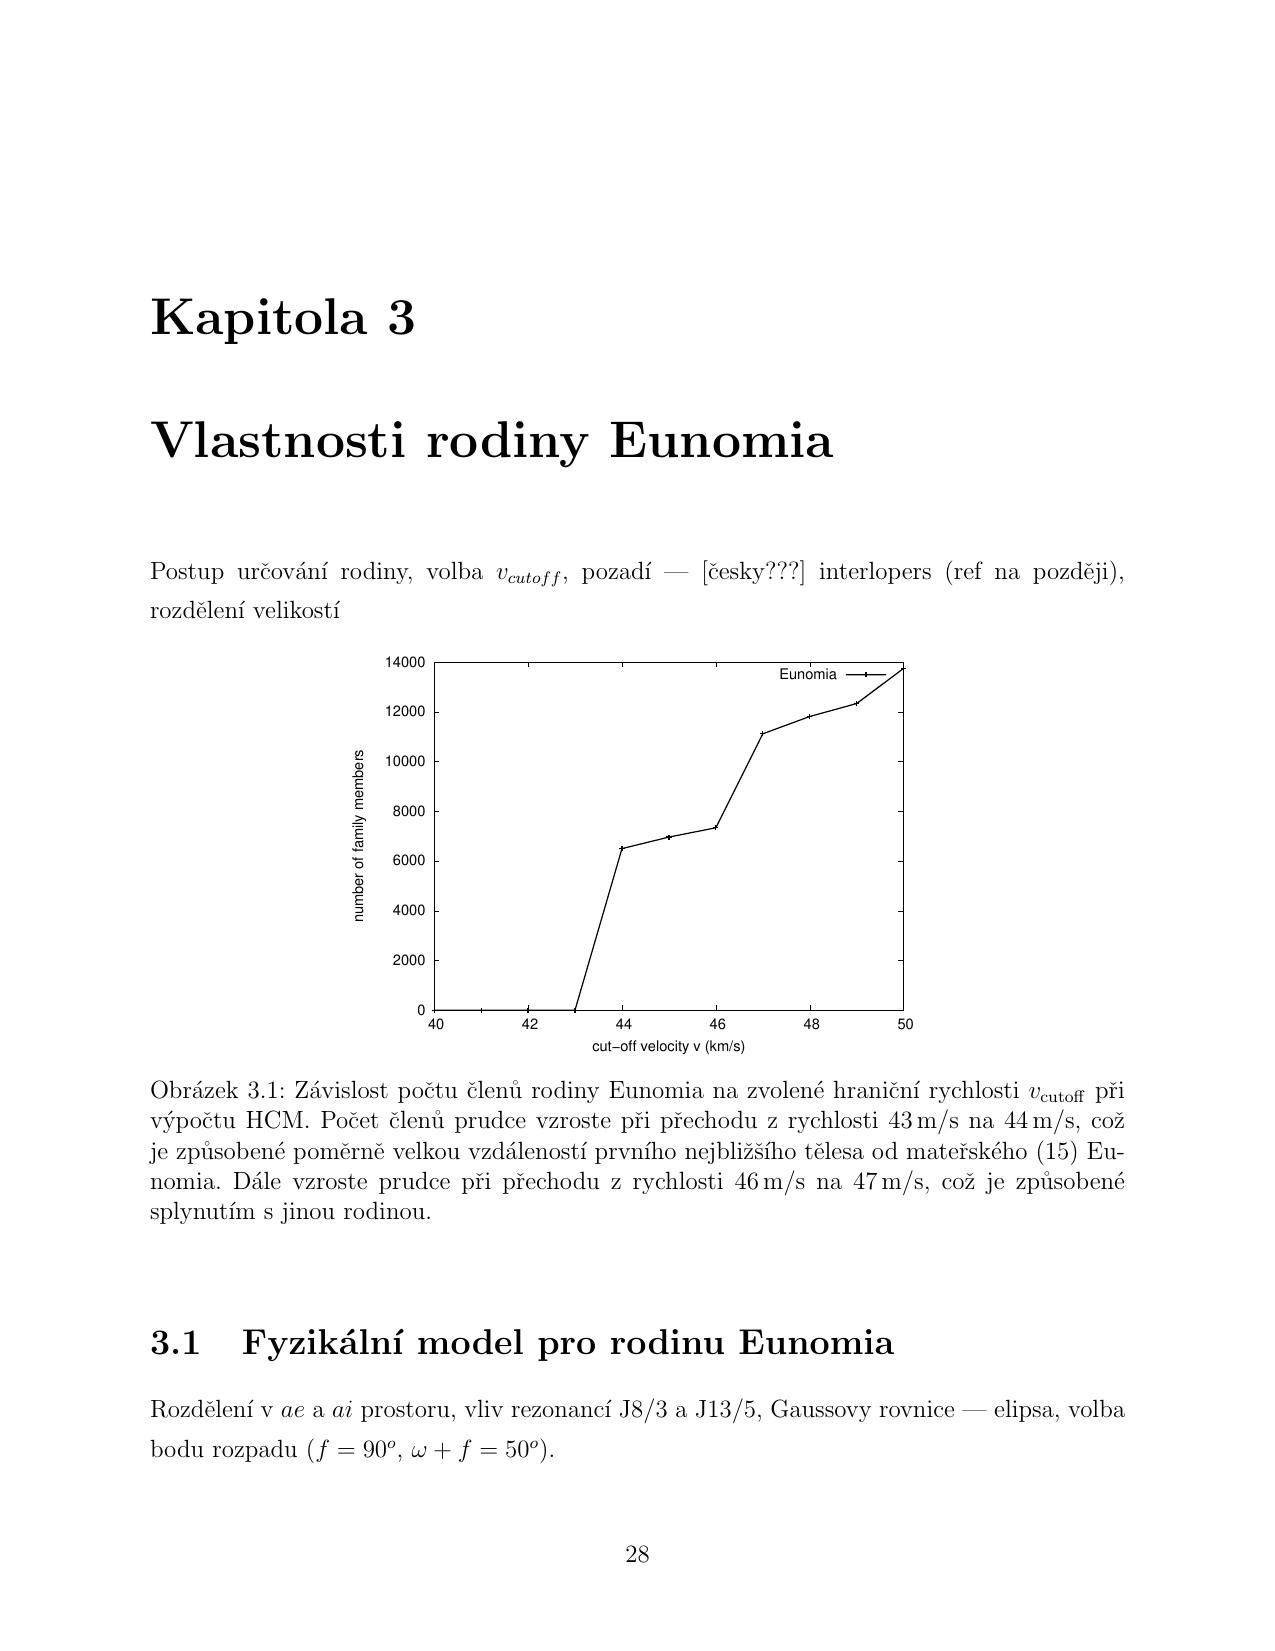 Kapitola 3
Vlastnosti rodiny Eunomia
Postup určování rodiny, volba v_{cutoff}, pozadí — [česky???] interlopers (ref na později),
rozdělení velikostí
14000
12000
10000
8000
6000
4000
2000
0
number of family members
Eunomia
40 42 44 46 48 50
cut−off velocity v (km/s)
Obrázek 3.1: Závislost počtu členů rodiny Eunomia na zvolené hraniční rychlosti v_{cutoff} při
výpočtu HCM. Počet členů prudce vzroste při přechodu z rychlosti 43 m/s na 44 m/s, což
je způsobené poměrně velkou vzdáleností prvního nejbližšího tělesa od mateřského (15) Eu-
nomia. Dále vzroste prudce při přechodu z rychlosti 46 m/s na 47 m/s, což je způsobené
splynutím s jinou rodinou.
3.1 Fyzikální model pro rodinu Eunomia
Rozdělení v ae a ai prostoru, vliv rezonancí J8/3 a J13/5, Gaussovy rovnice — elipsa, volba
bodu rozpadu (f = 90°, ω + f = 50°).
28